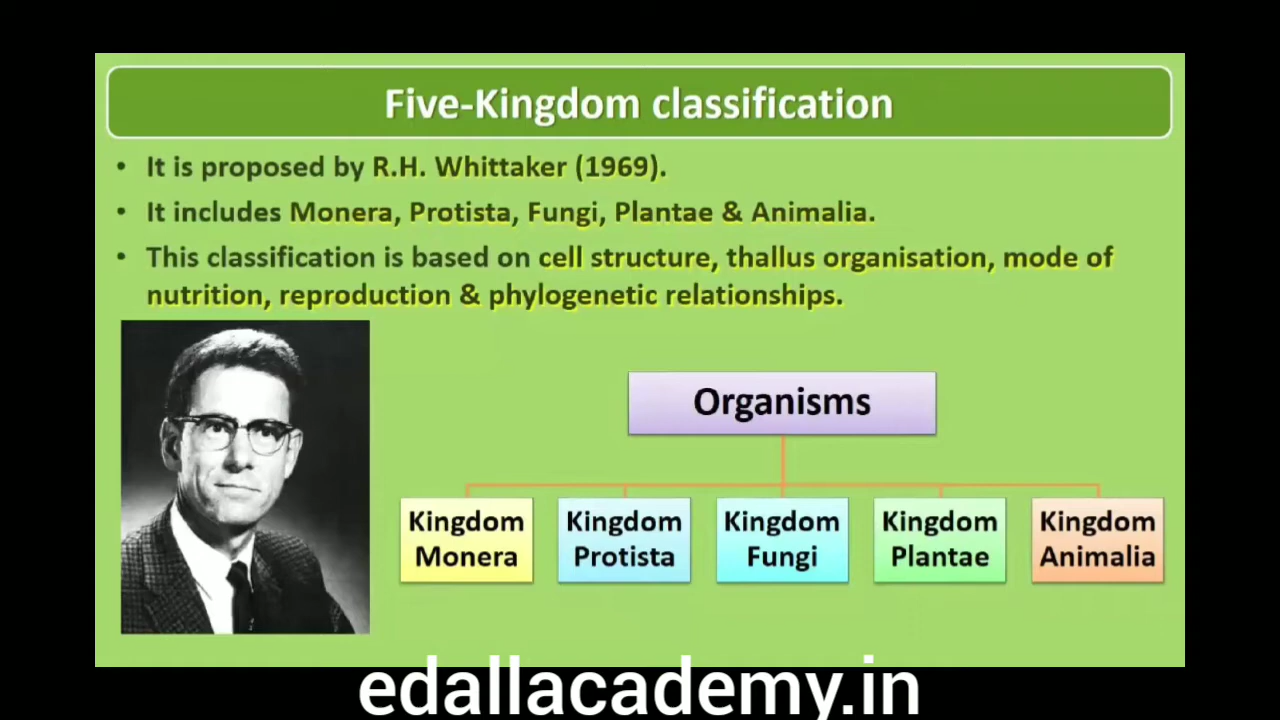 Five-Kingdom classification
• It is proposed by R.H. Whittaker (1969).
• It includes Monera, Protista, Fungi, Plantae & Animalia.
• This classification is based on cell structure, thallus organisation, mode of
nutrition, reproduction & phylogenetic relationships.
Organisms
Kingdom
Monera
Kingdom
Protista
Kingdom
Fungi
Kingdom
Plantae
Kingdom
Animalia
edallacademy.in